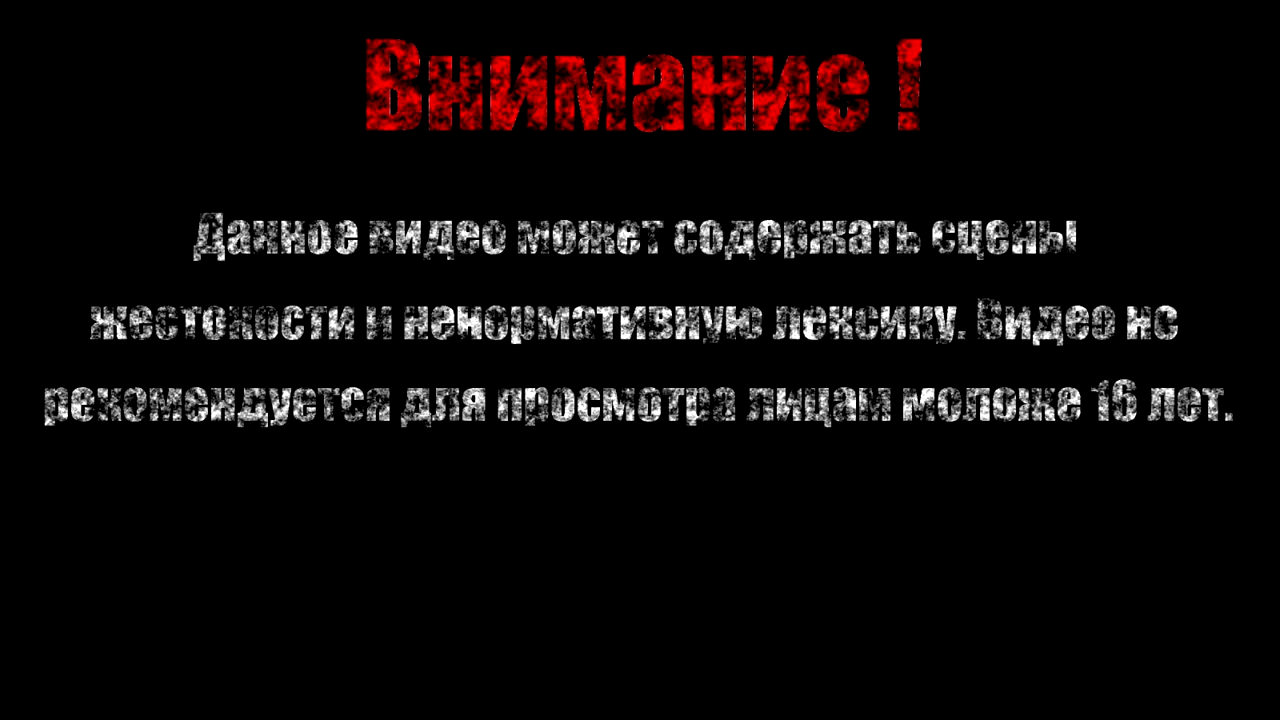 Внимание !
Данное видео может содержать сцены
жестокости и ненормативную лексику. Видео не
рекомендуется для просмотра лицам моложе 16 лет.